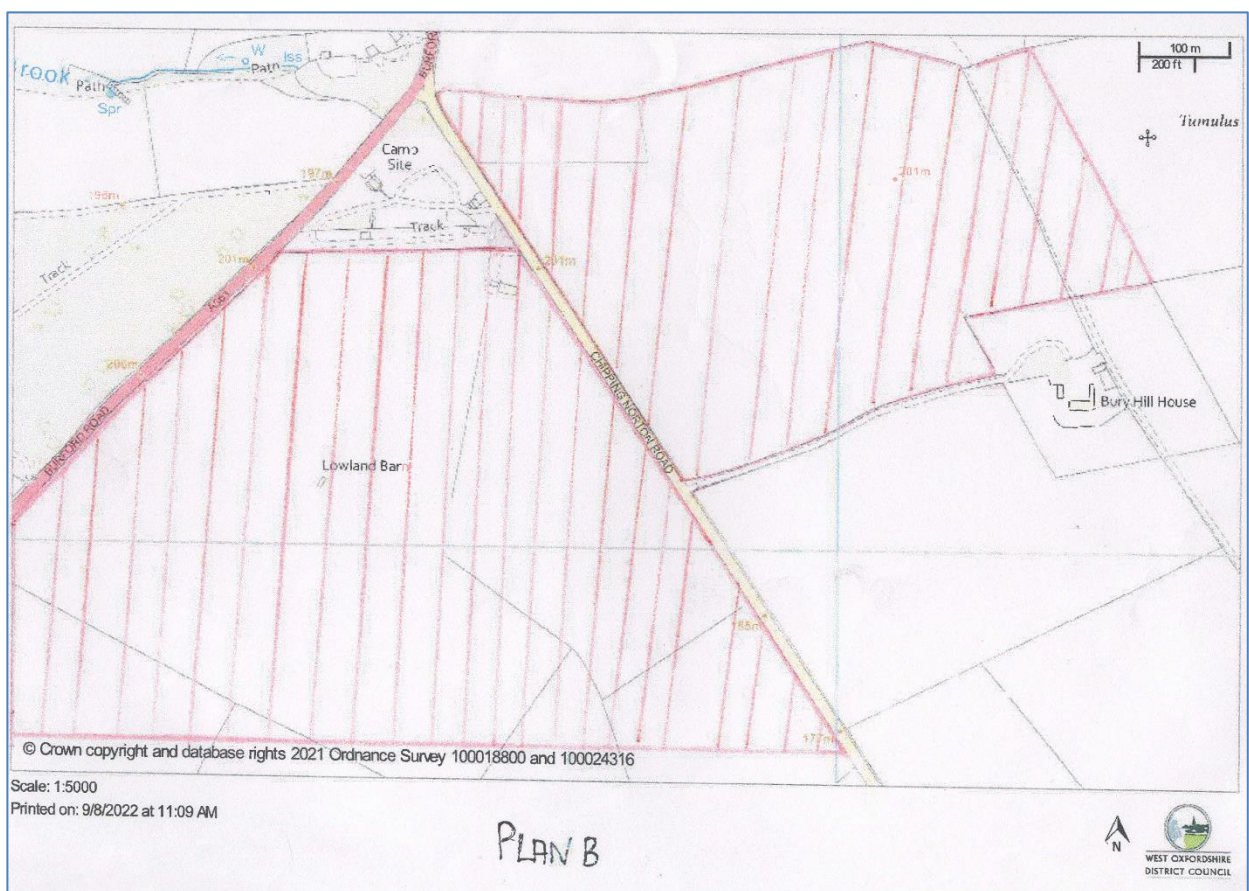 100 m
200 ft
rook
W
Iss
Path
Path
Spr
BURFOR
Tumulus
Camp
Site
197m
198m
201m
Track
Track
201m
201m
A361
206m
CHIPPING NORTON ROAD
BURFORD ROAD
Bury Hill House
Lowland Barn
185m
177m
© Crown copyright and database rights 2021 Ordnance Survey 100018800 and 100024316
Scale: 1:5000
Printed on: 9/8/2022 at 11:09 AM
PLAN B
N
WEST OXFORDSHIRE
DISTRICT COUNCIL